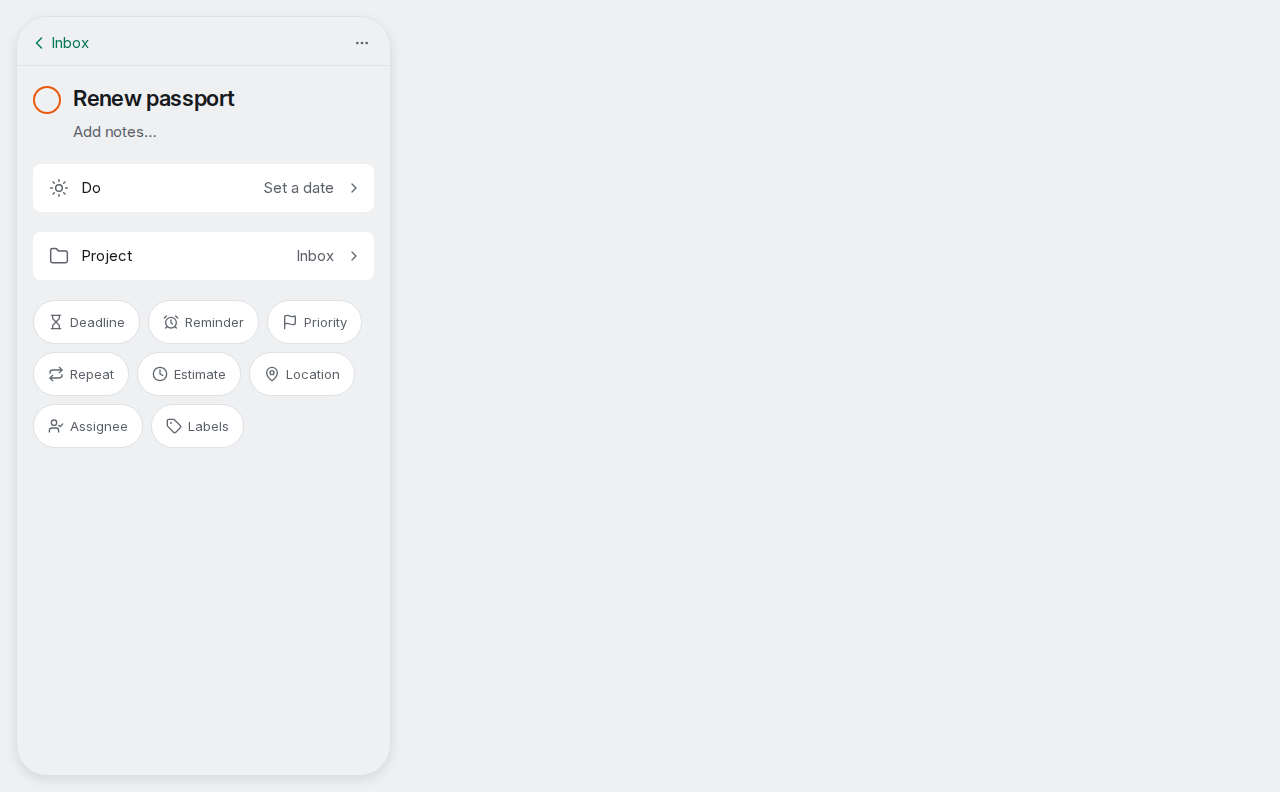 Inbox
Renew passport
Add notes...
Do Set a date
Project Inbox
Deadline Reminder Priority
Repeat Estimate Location
Assignee Labels